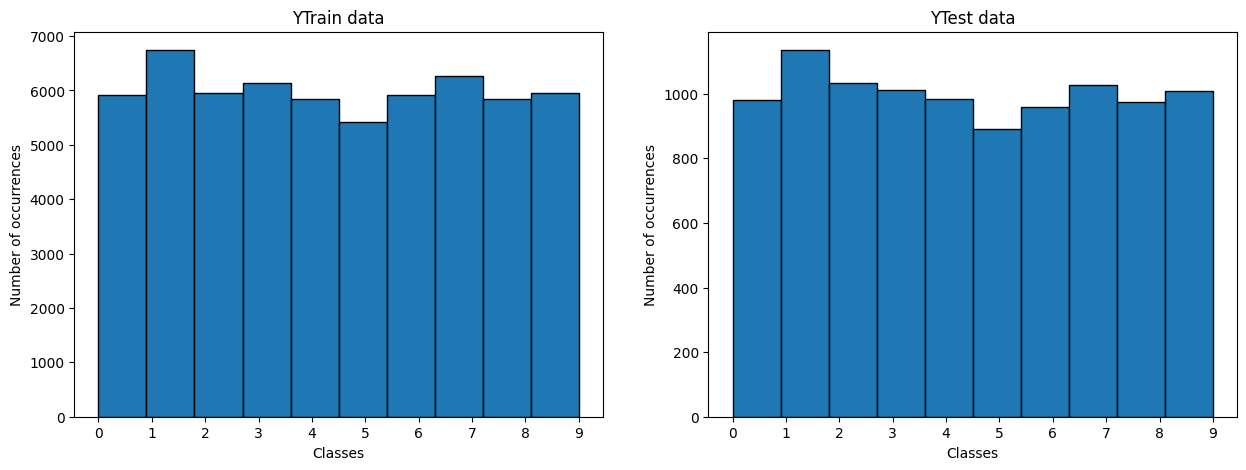 YTrain data
Number of occurrences
7000
6000
5000
4000
3000
2000
1000
0
0 1 2 3 4 5 6 7 8 9
Classes
YTest data
Number of occurrences
1000
800
600
400
200
0
0 1 2 3 4 5 6 7 8 9
Classes